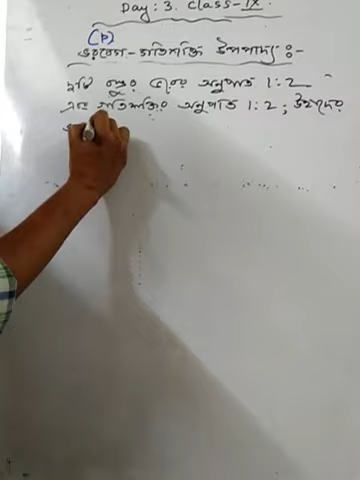 Day: 3. Class-IX.
(P)
ভরবেগ-গতিশক্তি উপপাদ্য ঃ-
দুটি বস্তুর ভরের অনুপাত 1:2
এবং গতিশক্তির অনুপাত 1:2; উহাদের